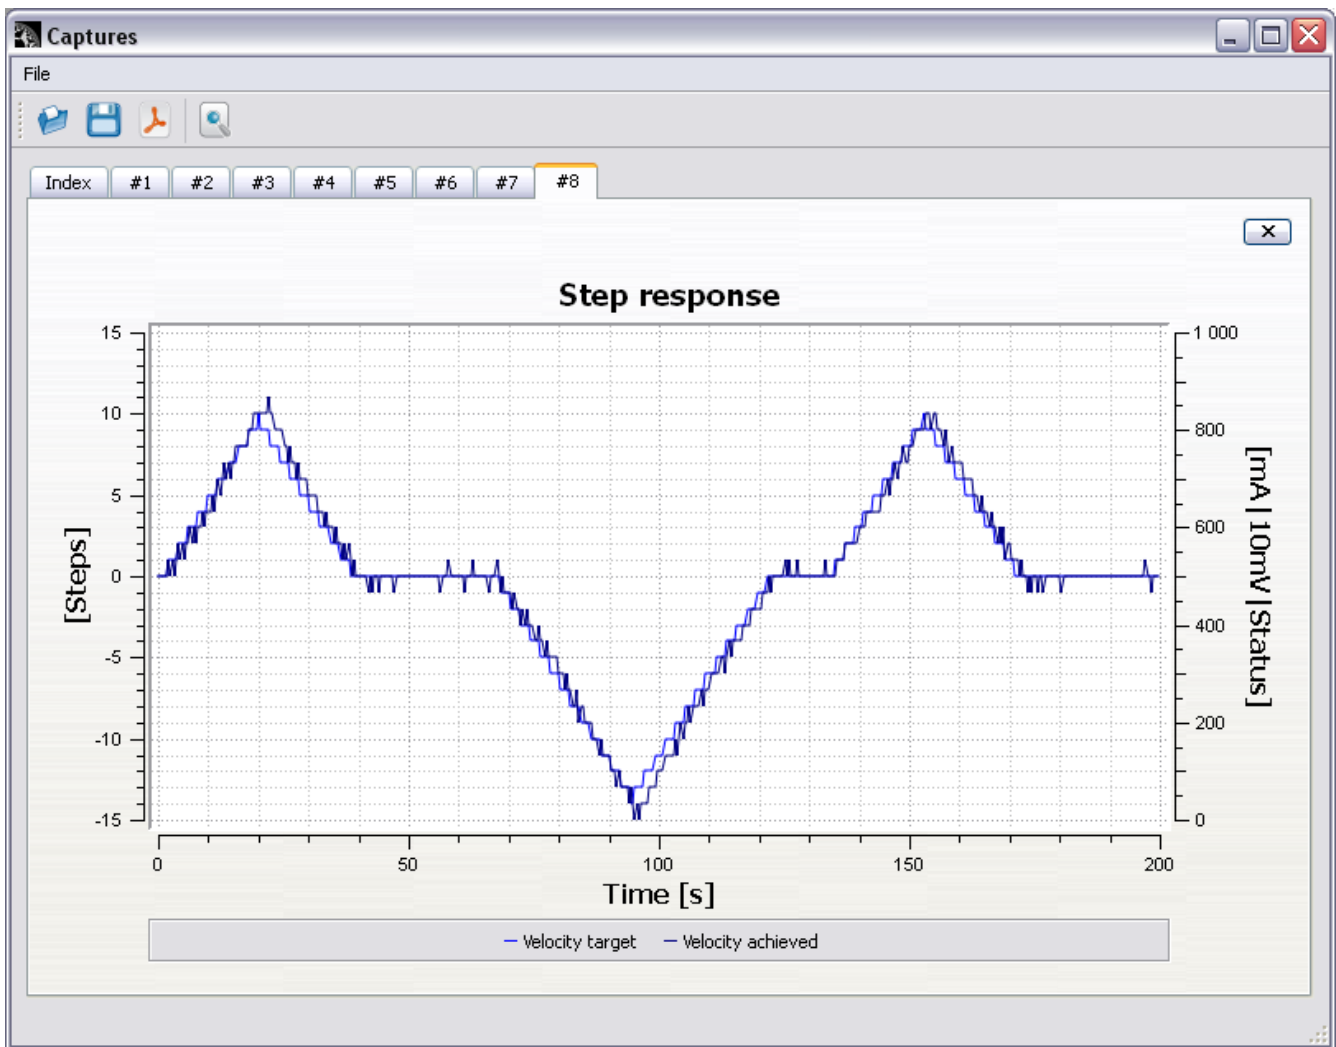 Captures
File
Index #1 #2 #3 #4 #5 #6 #7 #8
Step response
15
10
5
0
-5
-10
-15
[Steps]
1 000
800
600
400
200
0
[mA|10mV|Status]
0 50 100 150 200
Time [s]
Velocity target Velocity achieved